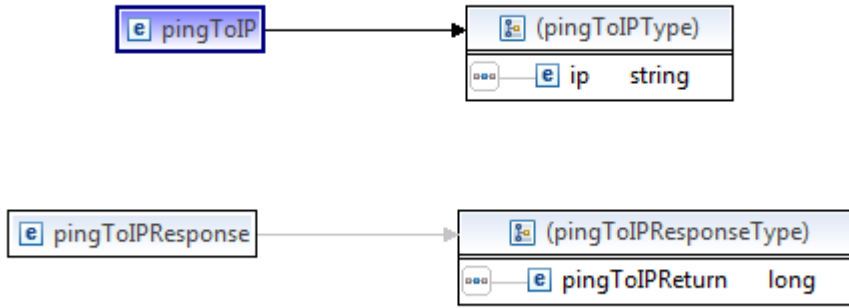 e pingToIP
(pingToIPType)
e ip string
e pingToIPResponse
(pingToIPResponseType)
e pingToIPReturn long